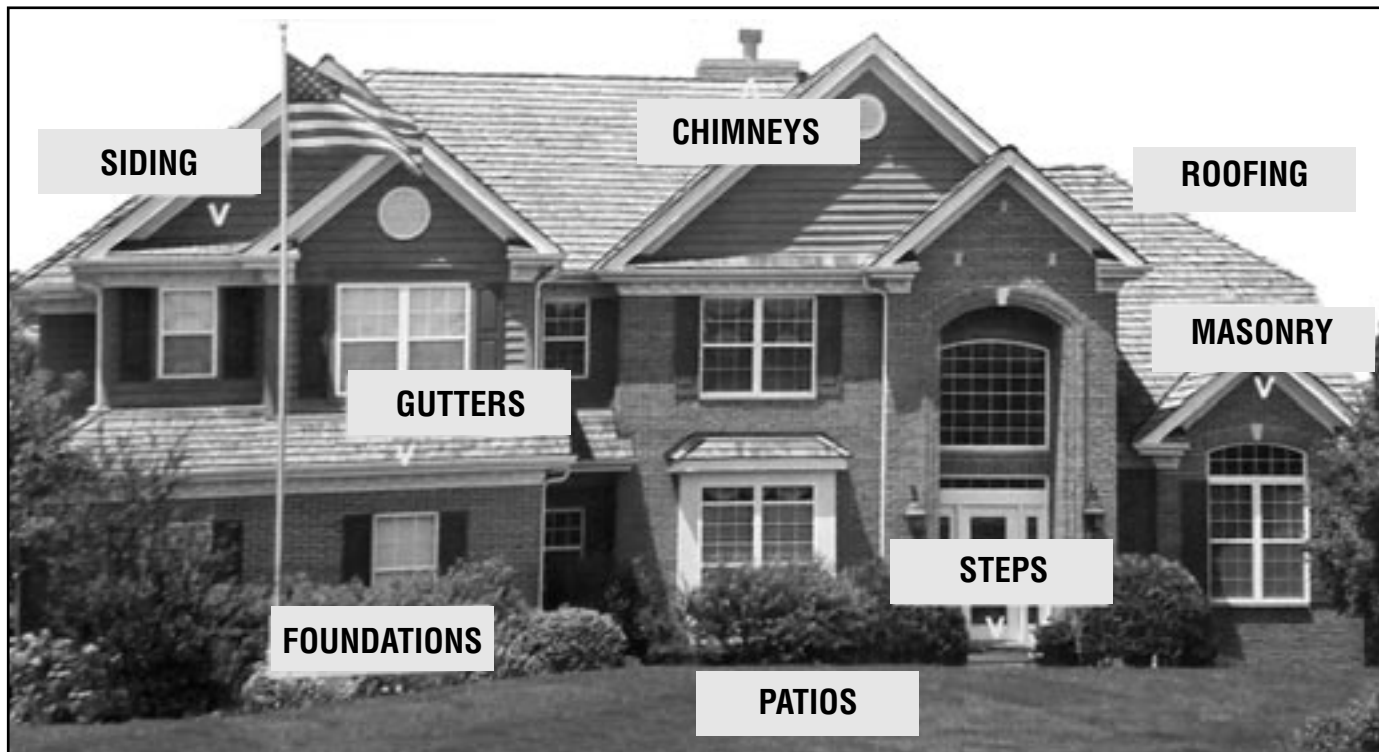 CHIMNEYS
SIDING
ROOFING
MASONRY
GUTTERS
STEPS
FOUNDATIONS
PATIOS